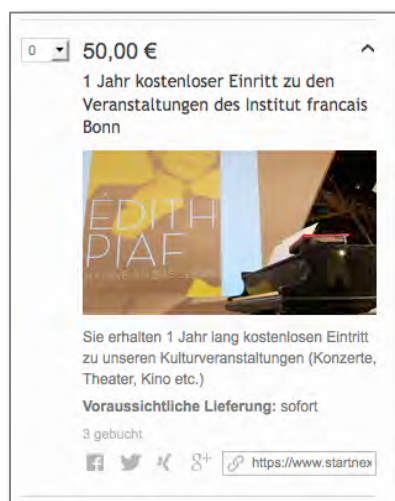 0
50,00 €
1 Jahr kostenloser Einritt zu den
Veranstaltungen des Institut francais
Bonn
ÉDITH
PIAF
Sie erhalten 1 Jahr lang kostenlosen Eintritt
zu unseren Kulturveranstaltungen (Konzerte,
Theater, Kino etc.)
Voraussichtliche Lieferung: sofort
3 gebucht
https://www.startnex